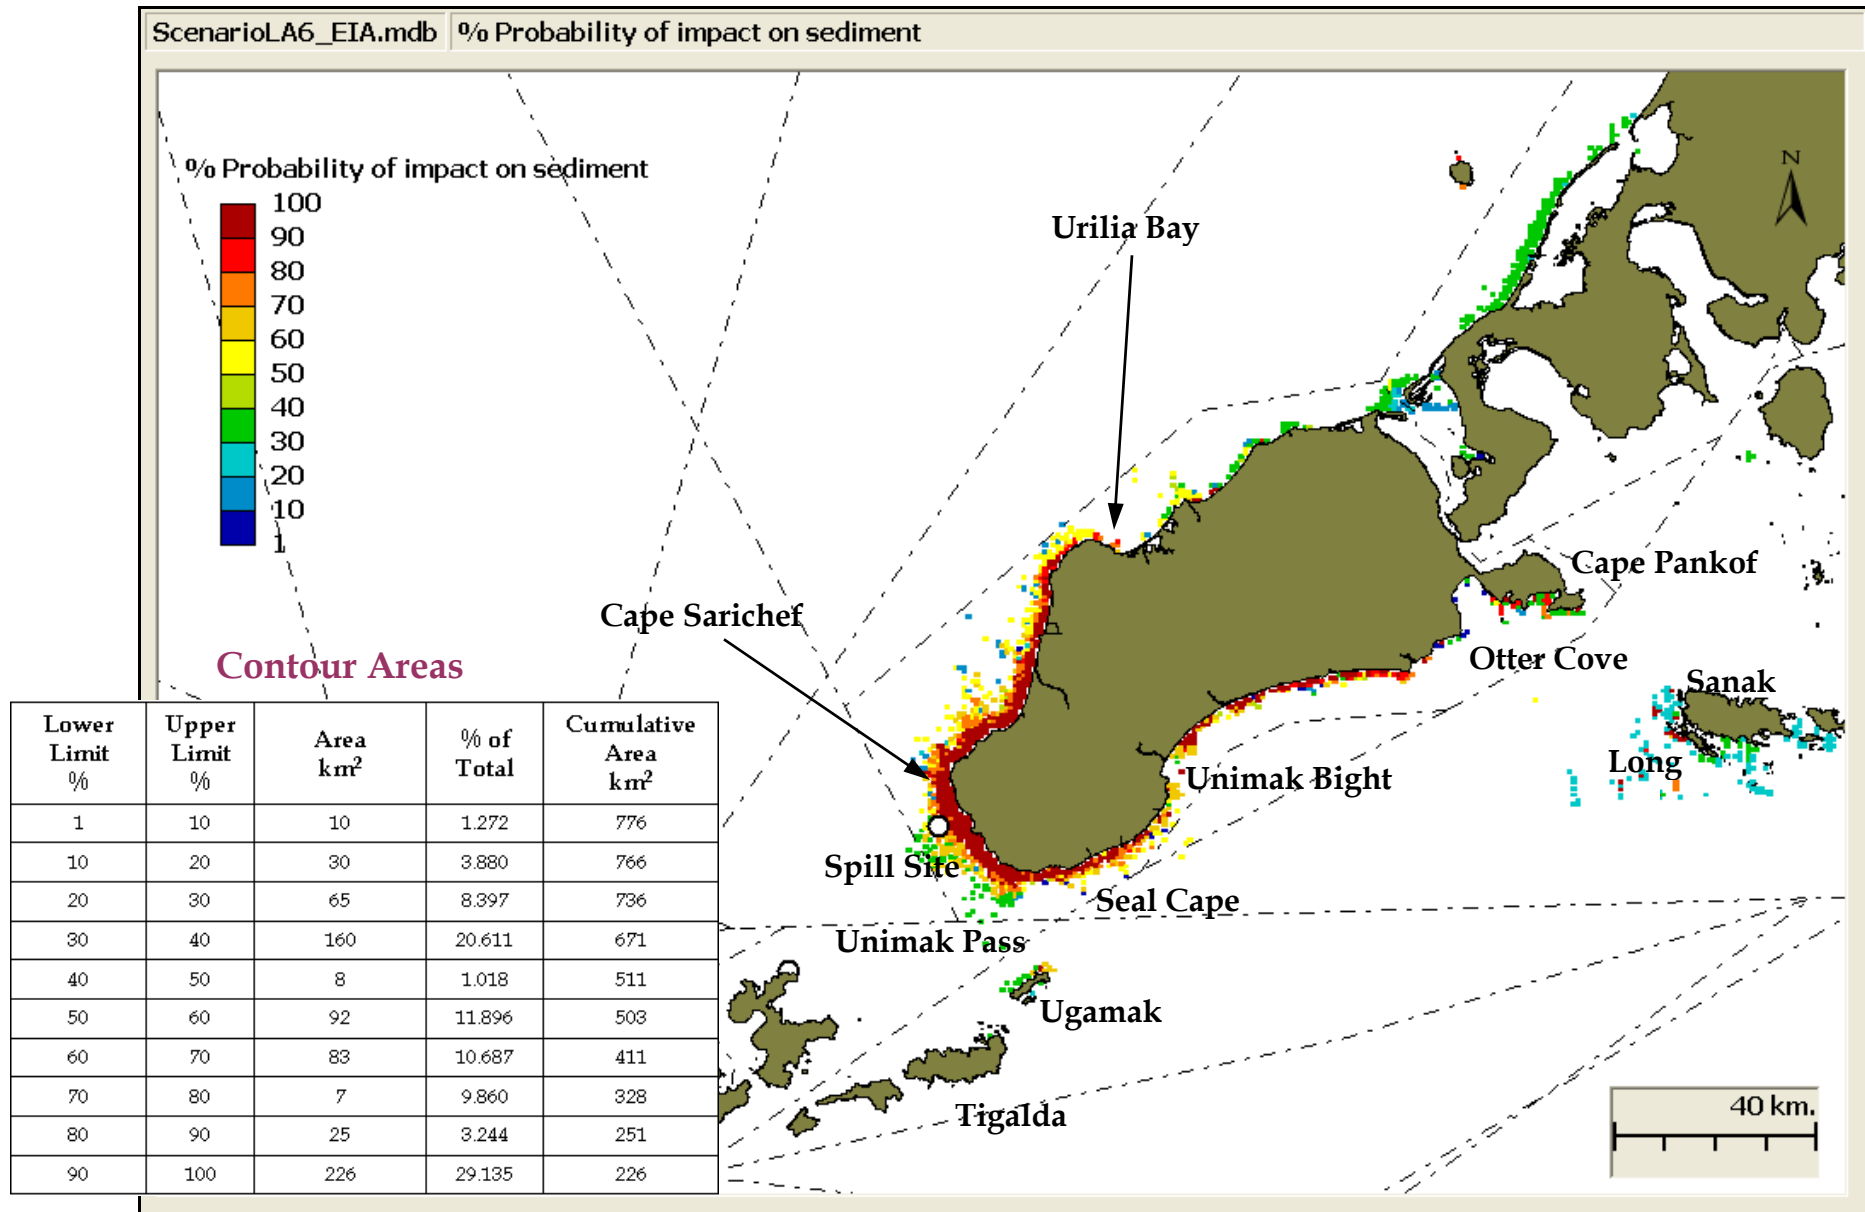 ScenarioLA6_EIA.mdb % Probability of impact on sediment
% Probability of impact on sediment
100
90
80
70
60
50
40
30
20
10
1
N
Urilia Bay
Cape Sarichef
Cape Pankof
Otter Cove
Sanak
Long
Unimak Bight
Spill Site
Seal Cape
Unimak Pass
Ugamak
Tigalda
40 km.
Contour Areas
Lower Limit % Upper Limit % Area km² % of Total Cumulative Area km²
1 10 10 1.272 776
10 20 30 3.880 766
20 30 65 8.397 736
30 40 160 20.611 671
40 50 8 1.018 511
50 60 92 11.896 503
60 70 83 10.687 411
70 80 7 9.860 328
80 90 25 3.244 251
90 100 226 29.135 226